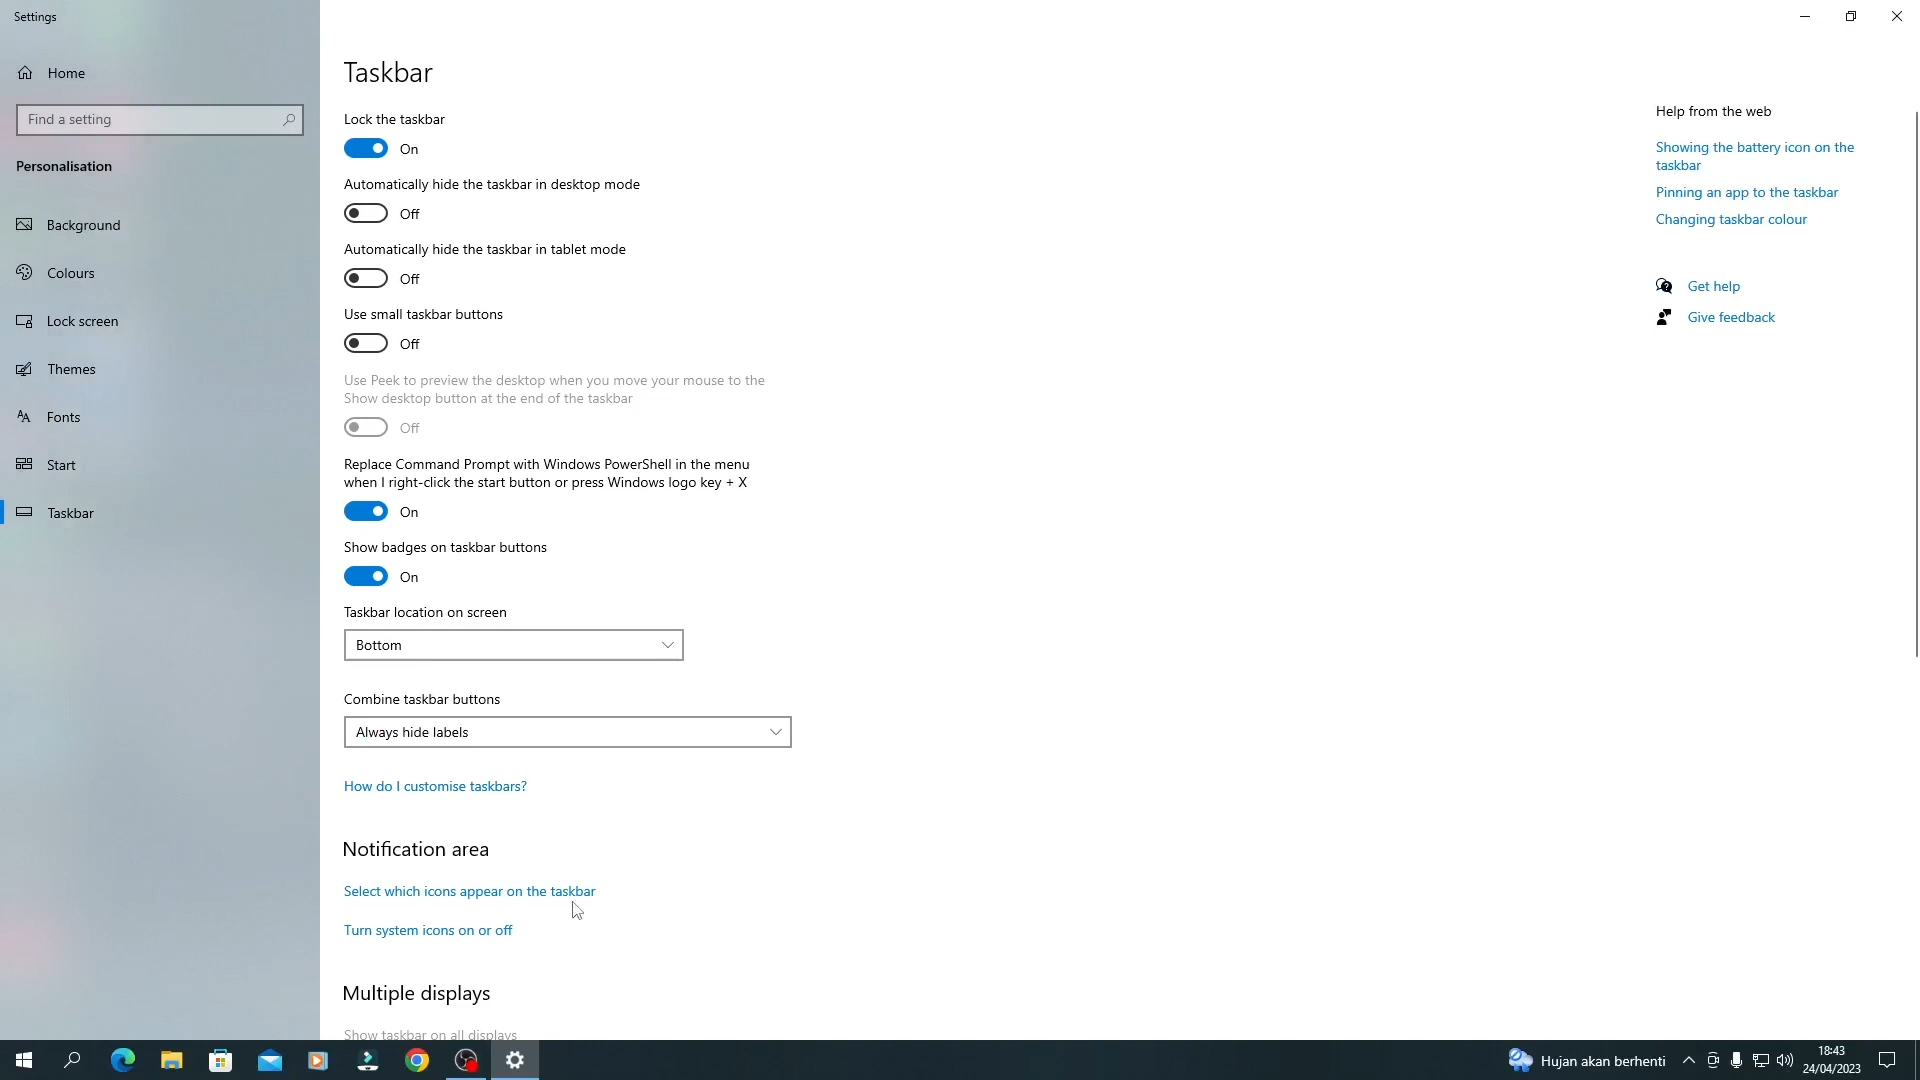 Settings
Home
Find a setting
Personalisation
Background
Colours
Lock screen
Themes
Fonts
Start
Taskbar
Taskbar
Lock the taskbar
On
Automatically hide the taskbar in desktop mode
Off
Automatically hide the taskbar in tablet mode
Off
Use small taskbar buttons
Off
Use Peek to preview the desktop when you move your mouse to the
Show desktop button at the end of the taskbar
Off
Replace Command Prompt with Windows PowerShell in the menu
when I right-click the start button or press Windows logo key + X
On
Show badges on taskbar buttons
On
Taskbar location on screen
Bottom
Combine taskbar buttons
Always hide labels
How do I customise taskbars?
Notification area
Select which icons appear on the taskbar
Turn system icons on or off
Multiple displays
Show taskbar on all displays
Help from the web
Showing the battery icon on the
taskbar
Pinning an app to the taskbar
Changing taskbar colour
Get help
Give feedback
Hujan akan berhenti
18:43
24/04/2023